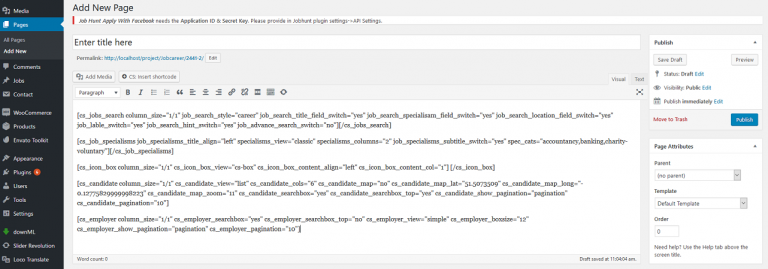 Media
Pages
All Pages
Add New
Comments
Jobs
Contact
WooCommerce
Products
Envato Toolkit
Appearance
Plugins 6
Users
Tools
Settings
downML
Slider Revolution
Loco Translate
Add New Page
Job Hunt Apply With Facebook needs the Application ID & Secret Key. Please provide in Jobhunt plugin settings->API Settings.
Enter title here
Permalink: http://localhost/project/Jobcareer/2441-2/ Edit
Add Media CS: Insert shortcode
Visual Text
Paragraph
[cs_jobs_search column_size="1/1" job_search_style="career" job_search_title_field_switch="yes" job_search_specialisam_field_switch="yes" job_search_location_field_switch="yes"
job_lable_switch="yes" job_search_hint_switch="yes" job_advance_search_switch="no"][/cs_jobs_search]
[cs_job_specialisms job_specialisms_title_align="left" specialisms_view="classic" specialisms_columns="2" job_specialisms_subtitle_switch="yes" spec_cats="accountancy,banking,charity-
voluntary"][/cs_job_specialisms]
[cs_icon_box column_size="1/1" cs_icon_box_view="cs-box" cs_icon_box_content_align="left" cs_icon_box_content_col="1"] [/cs_icon_box]
[cs_candidate column_size="1/1" cs_candidate_view="list" cs_candidate_cols="6" cs_candidate_map="no" cs_candidate_map_lat="51.5973509" cs_candidate_map_long="-
0.12775829999998223" cs_candidate_map_zoom="11" cs_candidate_searchbox="yes" cs_candidate_searchbox_top="yes" cs_candidate_show_pagination="pagination"
cs_candidate_pagination="10"]
[cs_employer column_size="1/1" cs_employer_searchbox="yes" cs_employer_searchbox_top="no" cs_employer_view="simple" cs_employer_boxsize="12"
cs_employer_show_pagination="pagination" cs_employer_pagination="10"]
Word count: 0
Draft saved at 11:04:04 am.
Publish
Save Draft Preview
Status: Draft Edit
Visibility: Public Edit
Publish immediately Edit
Move to Trash Publish
Page Attributes
Parent
(no parent)
Template
Default Template
Order
0
Need help? Use the Help tab above the
screen title.